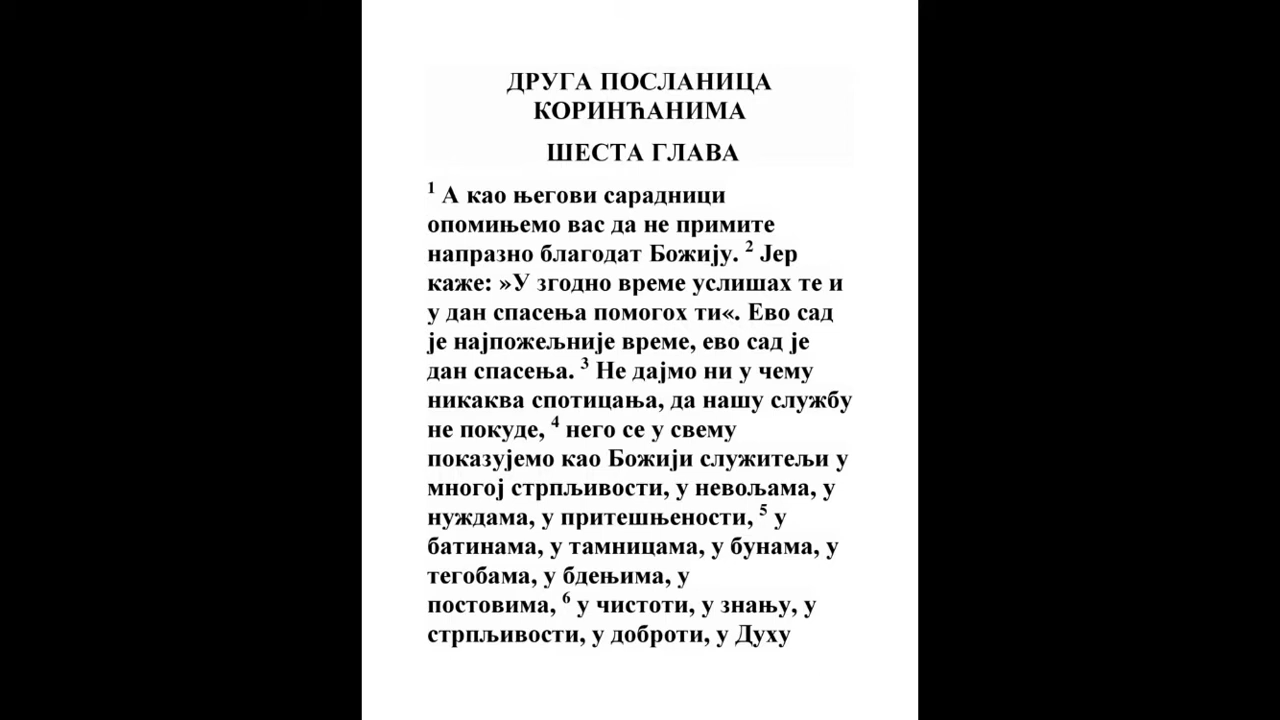 ДРУГА ПОСЛАНИЦА
КОРИНЋАНИМА
ШЕСТА ГЛАВА
1 А као његови сарадници
опомињемо вас да не примите
напразно благодат Божију. 2 Јер
каже: »У згодно време услишах те и
у дан спасења помогох ти«. Ево сад
је најпожељније време, ево сад је
дан спасења. 3 Не дајмо ни у чему
никаква спотицања, да нашу службу
не покуде, 4 него се у свему
показујемо као Божији служитељи у
многој стрпљивости, у невољама, у
нуждама, у притешњености, 5 у
батинама, у тамницама, у бунама, у
тегобама, у бдењима, у
постовима, 6 у чистоти, у знању, у
стрпљивости, у доброти, у Духу